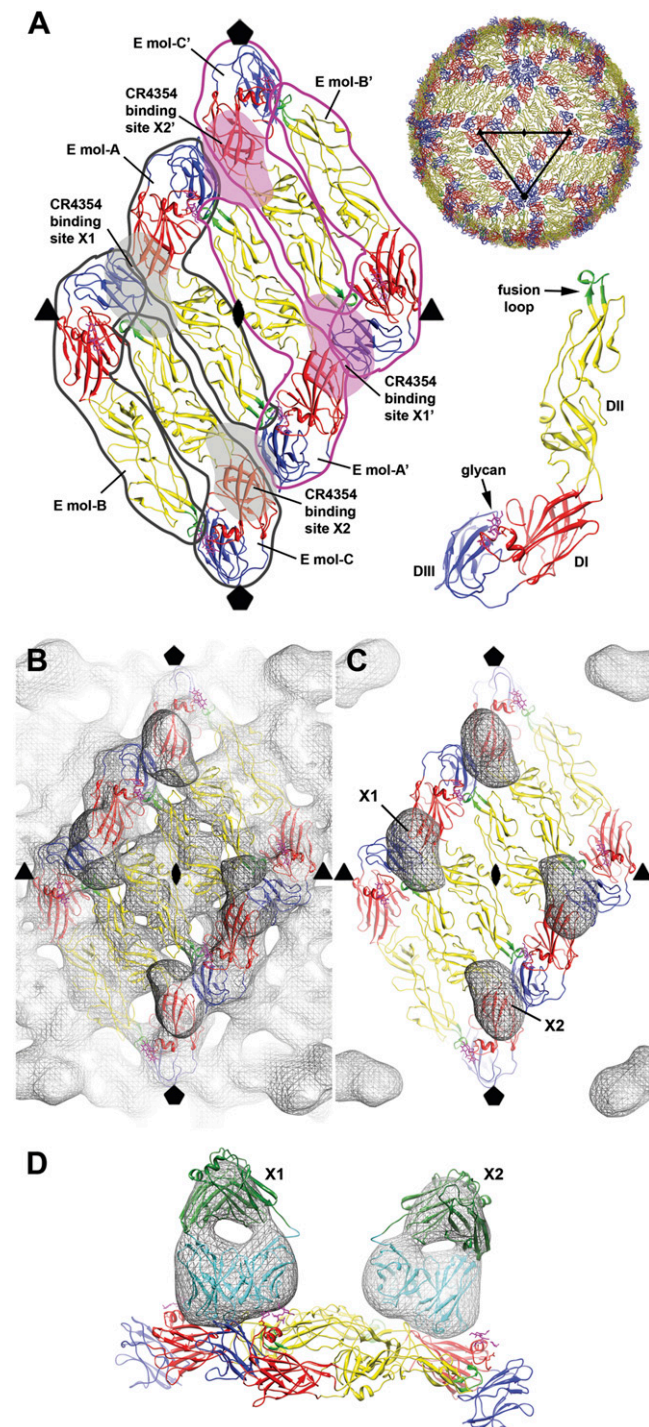 A
E mol-C'
CR4354
binding
site X2'
E mol-B'
E mol-A
CR4354
binding
site X1
CR4354
binding
site X1'
E mol-A'
E mol-B
CR4354
binding
site X2
E mol-C
fusion
loop
DII
glycan
DIII
DI
B
C
X1
X2
D
X1
X2